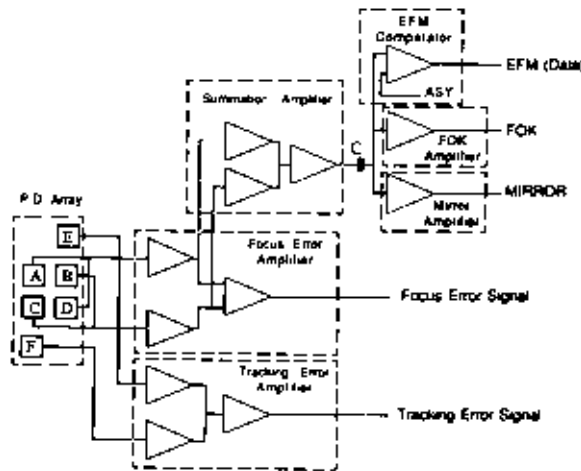 EFM
Comparator
EFM (Data)
ASY
Summation Amplifier
C
FOK
FOK
Amplifier
MIRROR
Mirror
Amplifier
P.D. Array
E
A B
C D
F
Focus Error
Amplifier
Focus Error Signal
Tracking Error
Amplifier
Tracking Error Signal